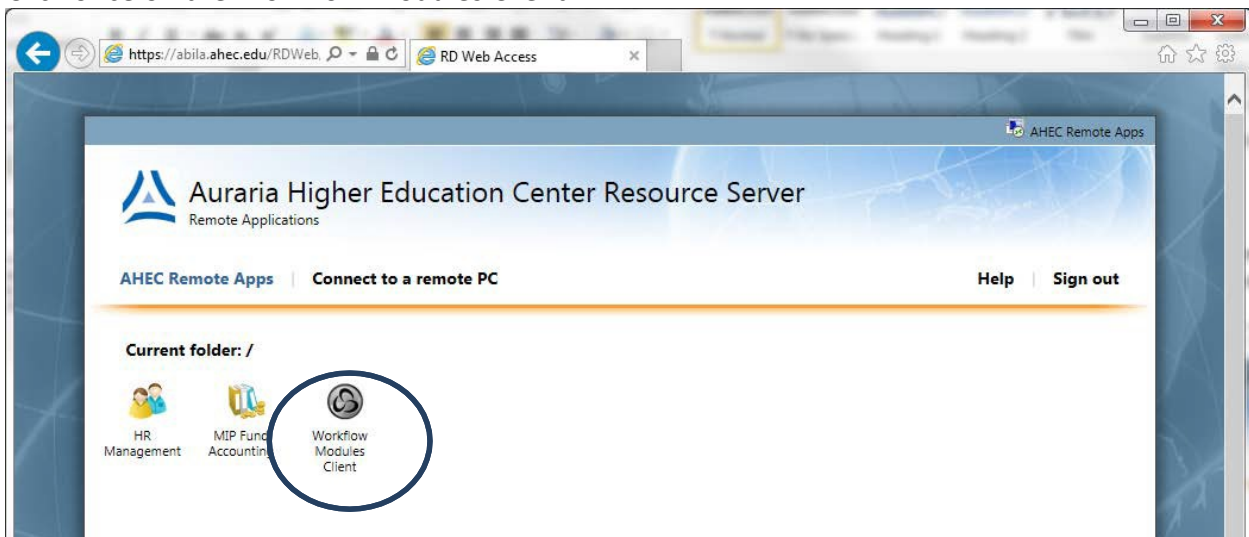 https://abila.ahec.edu/RDWeb,
RD Web Access
AHEC Remote Apps
Auraria Higher Education Center Resource Server
Remote Applications
AHEC Remote Apps | Connect to a remote PC
Help | Sign out
Current folder: /
HR
Management
MIP Fund
Accounting
Workflow
Modules
Client